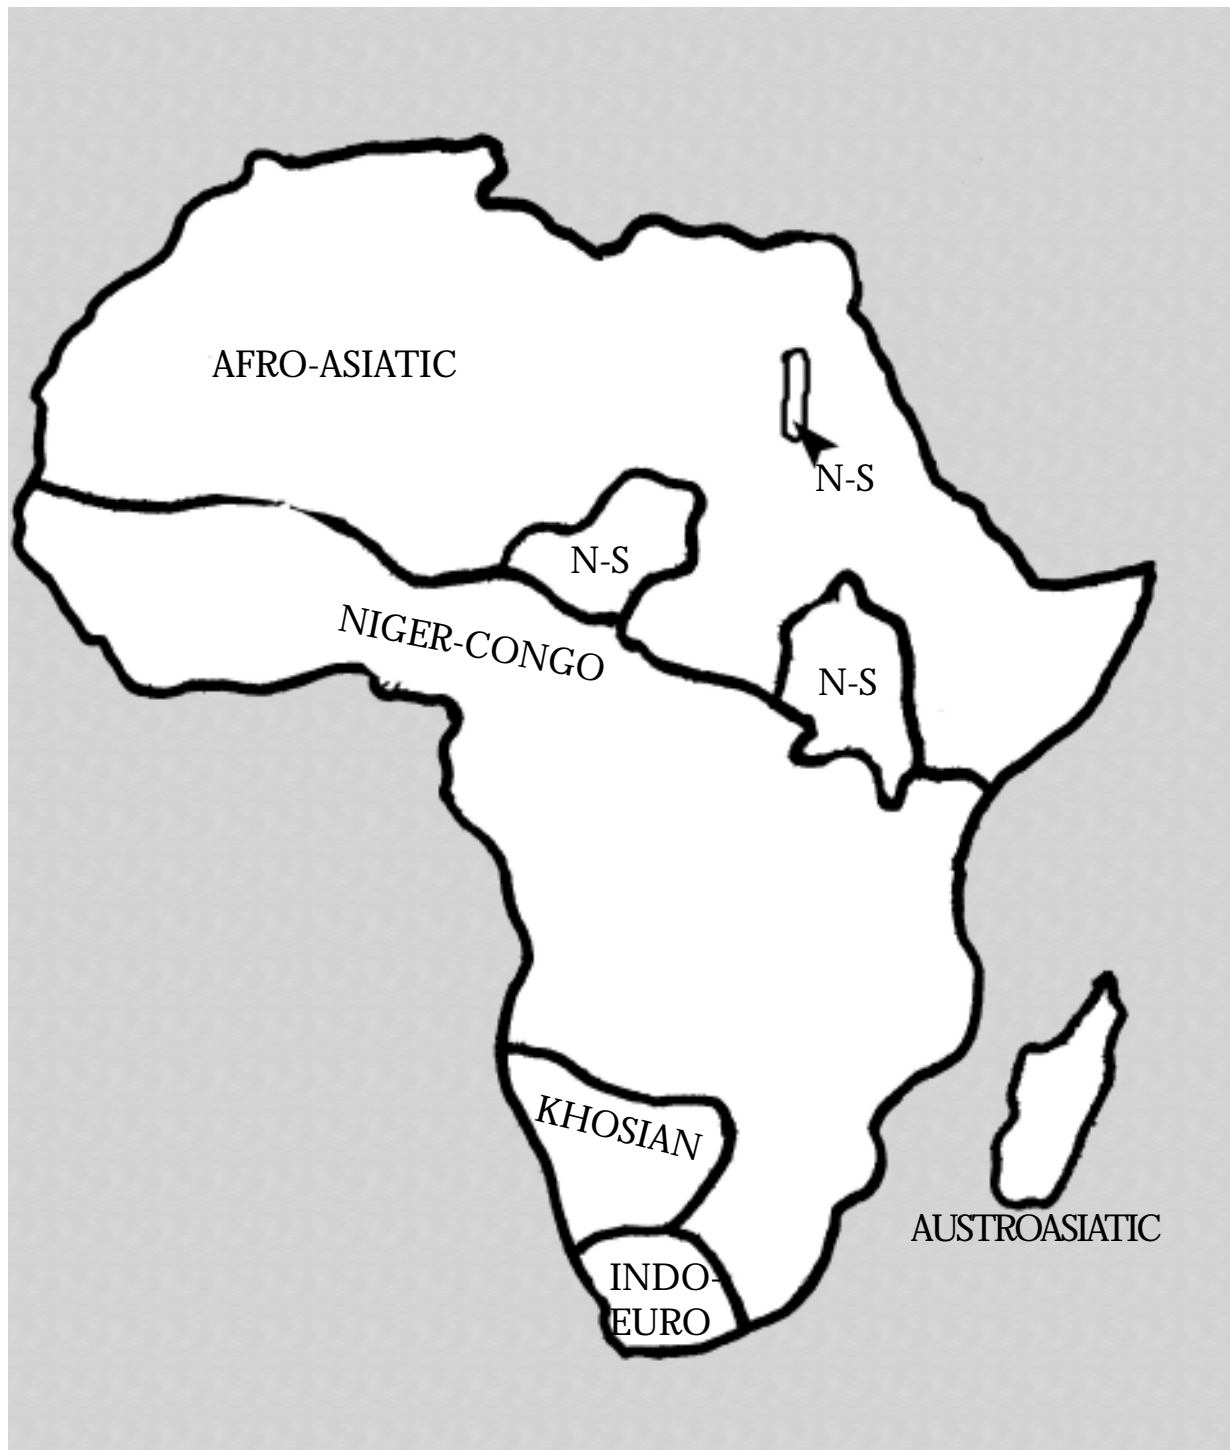 AFRO-ASIATIC
N-S
N-S
NIGER-CONGO
N-S
KHOSIAN
AUSTROASIATIC
INDO-
EURO